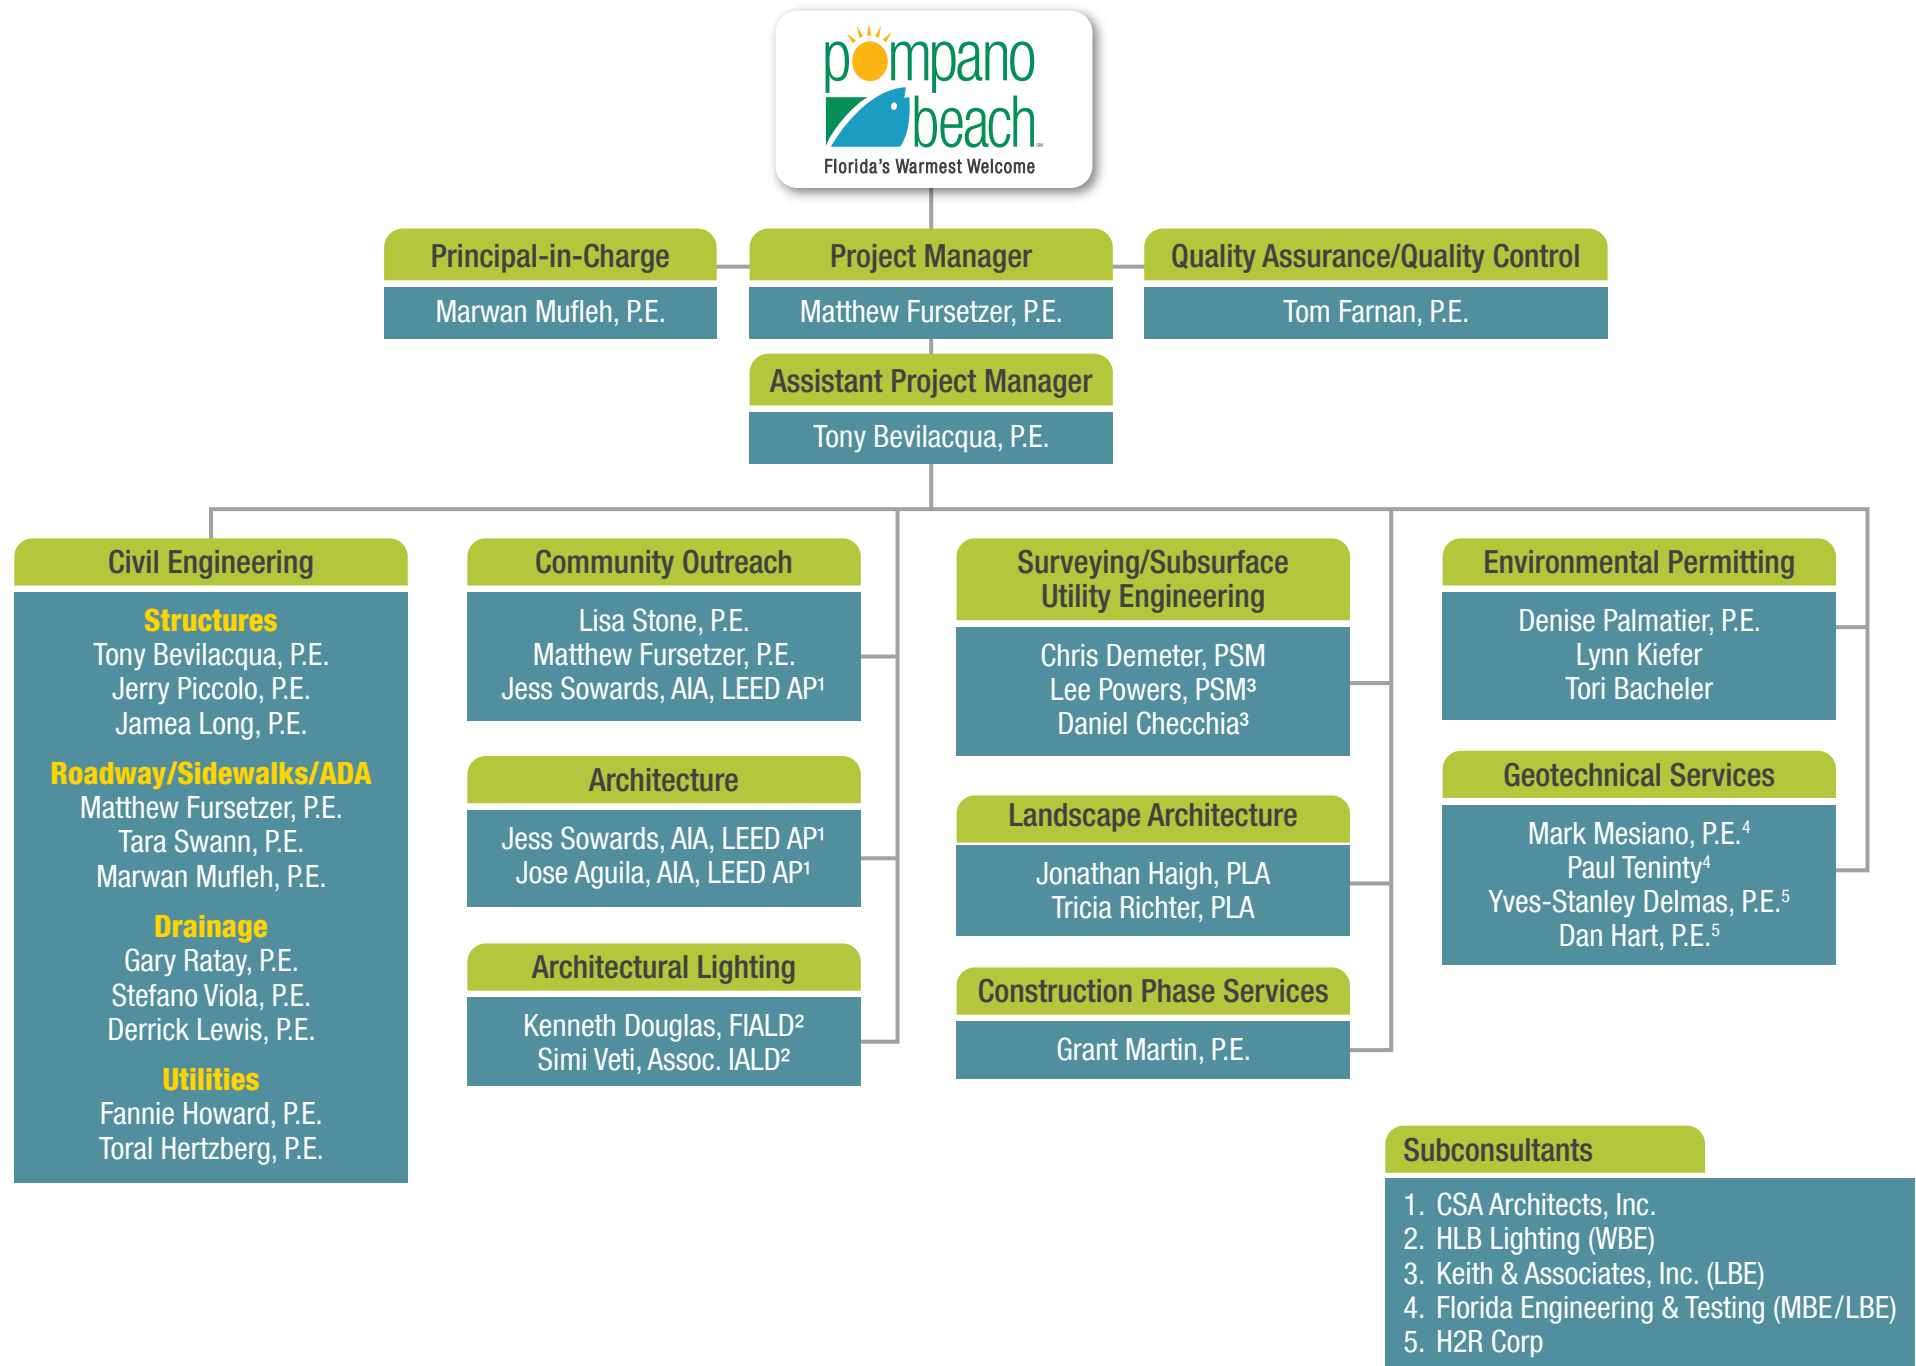 pompano
beach
SM
Florida's Warmest Welcome
Principal-in-Charge
Marwan Mufleh, P.E.
Project Manager
Matthew Fursetzer, P.E.
Quality Assurance/Quality Control
Tom Farnan, P.E.
Assistant Project Manager
Tony Bevilacqua, P.E.
Civil Engineering
Structures
Tony Bevilacqua, P.E.
Jerry Piccolo, P.E.
Jamea Long, P.E.
Roadway/Sidewalks/ADA
Matthew Fursetzer, P.E.
Tara Swann, P.E.
Marwan Mufleh, P.E.
Drainage
Gary Ratay, P.E.
Stefano Viola, P.E.
Derrick Lewis, P.E.
Utilities
Fannie Howard, P.E.
Toral Hertzberg, P.E.
Community Outreach
Lisa Stone, P.E.
Matthew Fursetzer, P.E.
Jess Sowards, AIA, LEED AP¹
Architecture
Jess Sowards, AIA, LEED AP¹
Jose Aguila, AIA, LEED AP¹
Architectural Lighting
Kenneth Douglas, FIALD²
Simi Veti, Assoc. IALD²
Surveying/Subsurface
Utility Engineering
Chris Demeter, PSM
Lee Powers, PSM³
Daniel Checchia³
Landscape Architecture
Jonathan Haigh, PLA
Tricia Richter, PLA
Construction Phase Services
Grant Martin, P.E.
Environmental Permitting
Denise Palmatier, P.E.
Lynn Kiefer
Tori Bacheler
Geotechnical Services
Mark Mesiano, P.E.⁴
Paul Teninty⁴
Yves-Stanley Delmas, P.E.⁵
Dan Hart, P.E.⁵
Subconsultants
1. CSA Architects, Inc.
2. HLB Lighting (WBE)
3. Keith & Associates, Inc. (LBE)
4. Florida Engineering & Testing (MBE/LBE)
5. H2R Corp